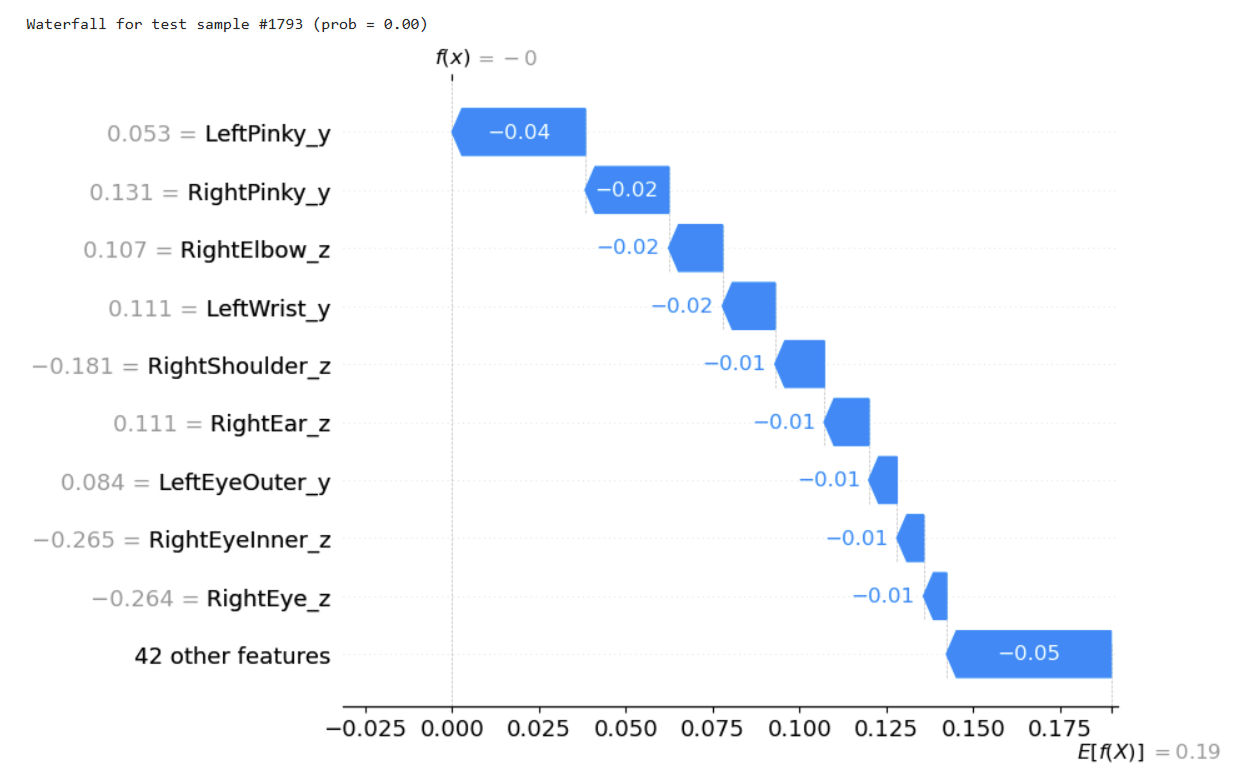 Waterfall for test sample #1793 (prob = 0.00)
f(x) = −0
0.053 = LeftPinky_y −0.04
0.131 = RightPinky_y −0.02
0.107 = RightElbow_z −0.02
0.111 = LeftWrist_y −0.02
−0.181 = RightShoulder_z −0.01
0.111 = RightEar_z −0.01
0.084 = LeftEyeOuter_y −0.01
−0.265 = RightEyeInner_z −0.01
−0.264 = RightEye_z −0.01
42 other features −0.05
−0.025 0.000 0.025 0.050 0.075 0.100 0.125 0.150 0.175
E[f(X)] = 0.19